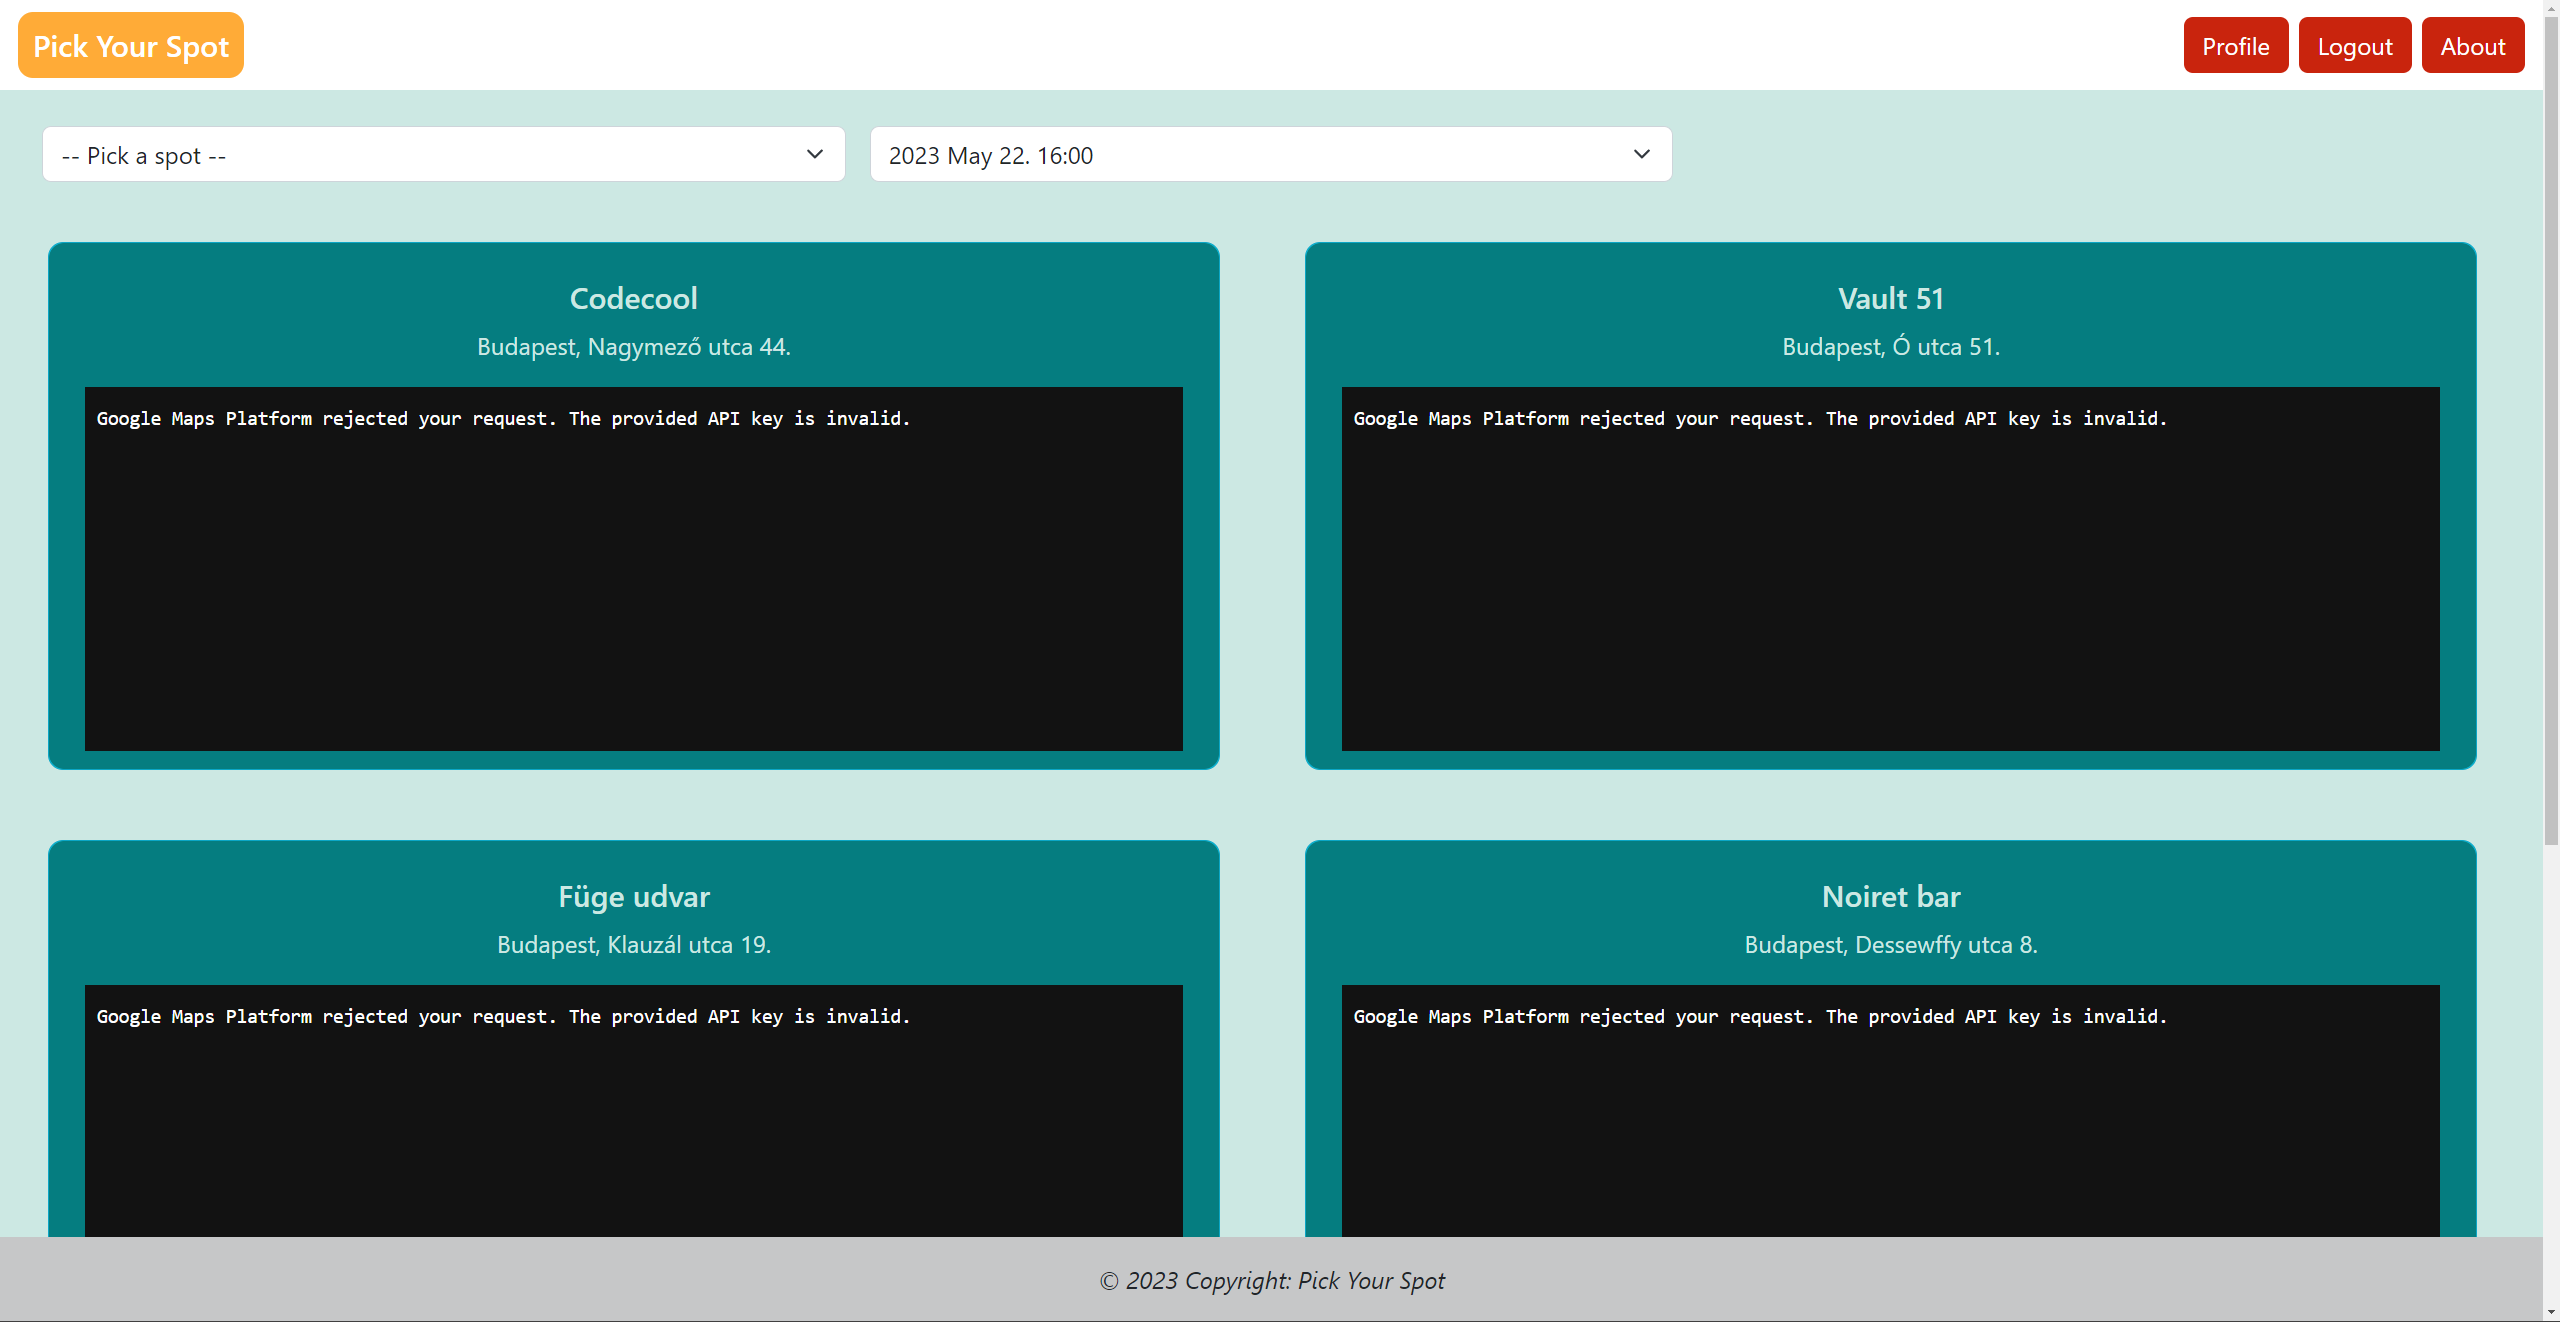 Pick Your Spot
Profile
Logout
About
-- Pick a spot --
2023 May 22. 16:00
Codecool
Budapest, Nagymező utca 44.
Google Maps Platform rejected your request. The provided API key is invalid.
Vault 51
Budapest, Ó utca 51.
Google Maps Platform rejected your request. The provided API key is invalid.
Füge udvar
Budapest, Klauzál utca 19.
Google Maps Platform rejected your request. The provided API key is invalid.
Noiret bar
Budapest, Dessewffy utca 8.
Google Maps Platform rejected your request. The provided API key is invalid.
© 2023 Copyright: Pick Your Spot